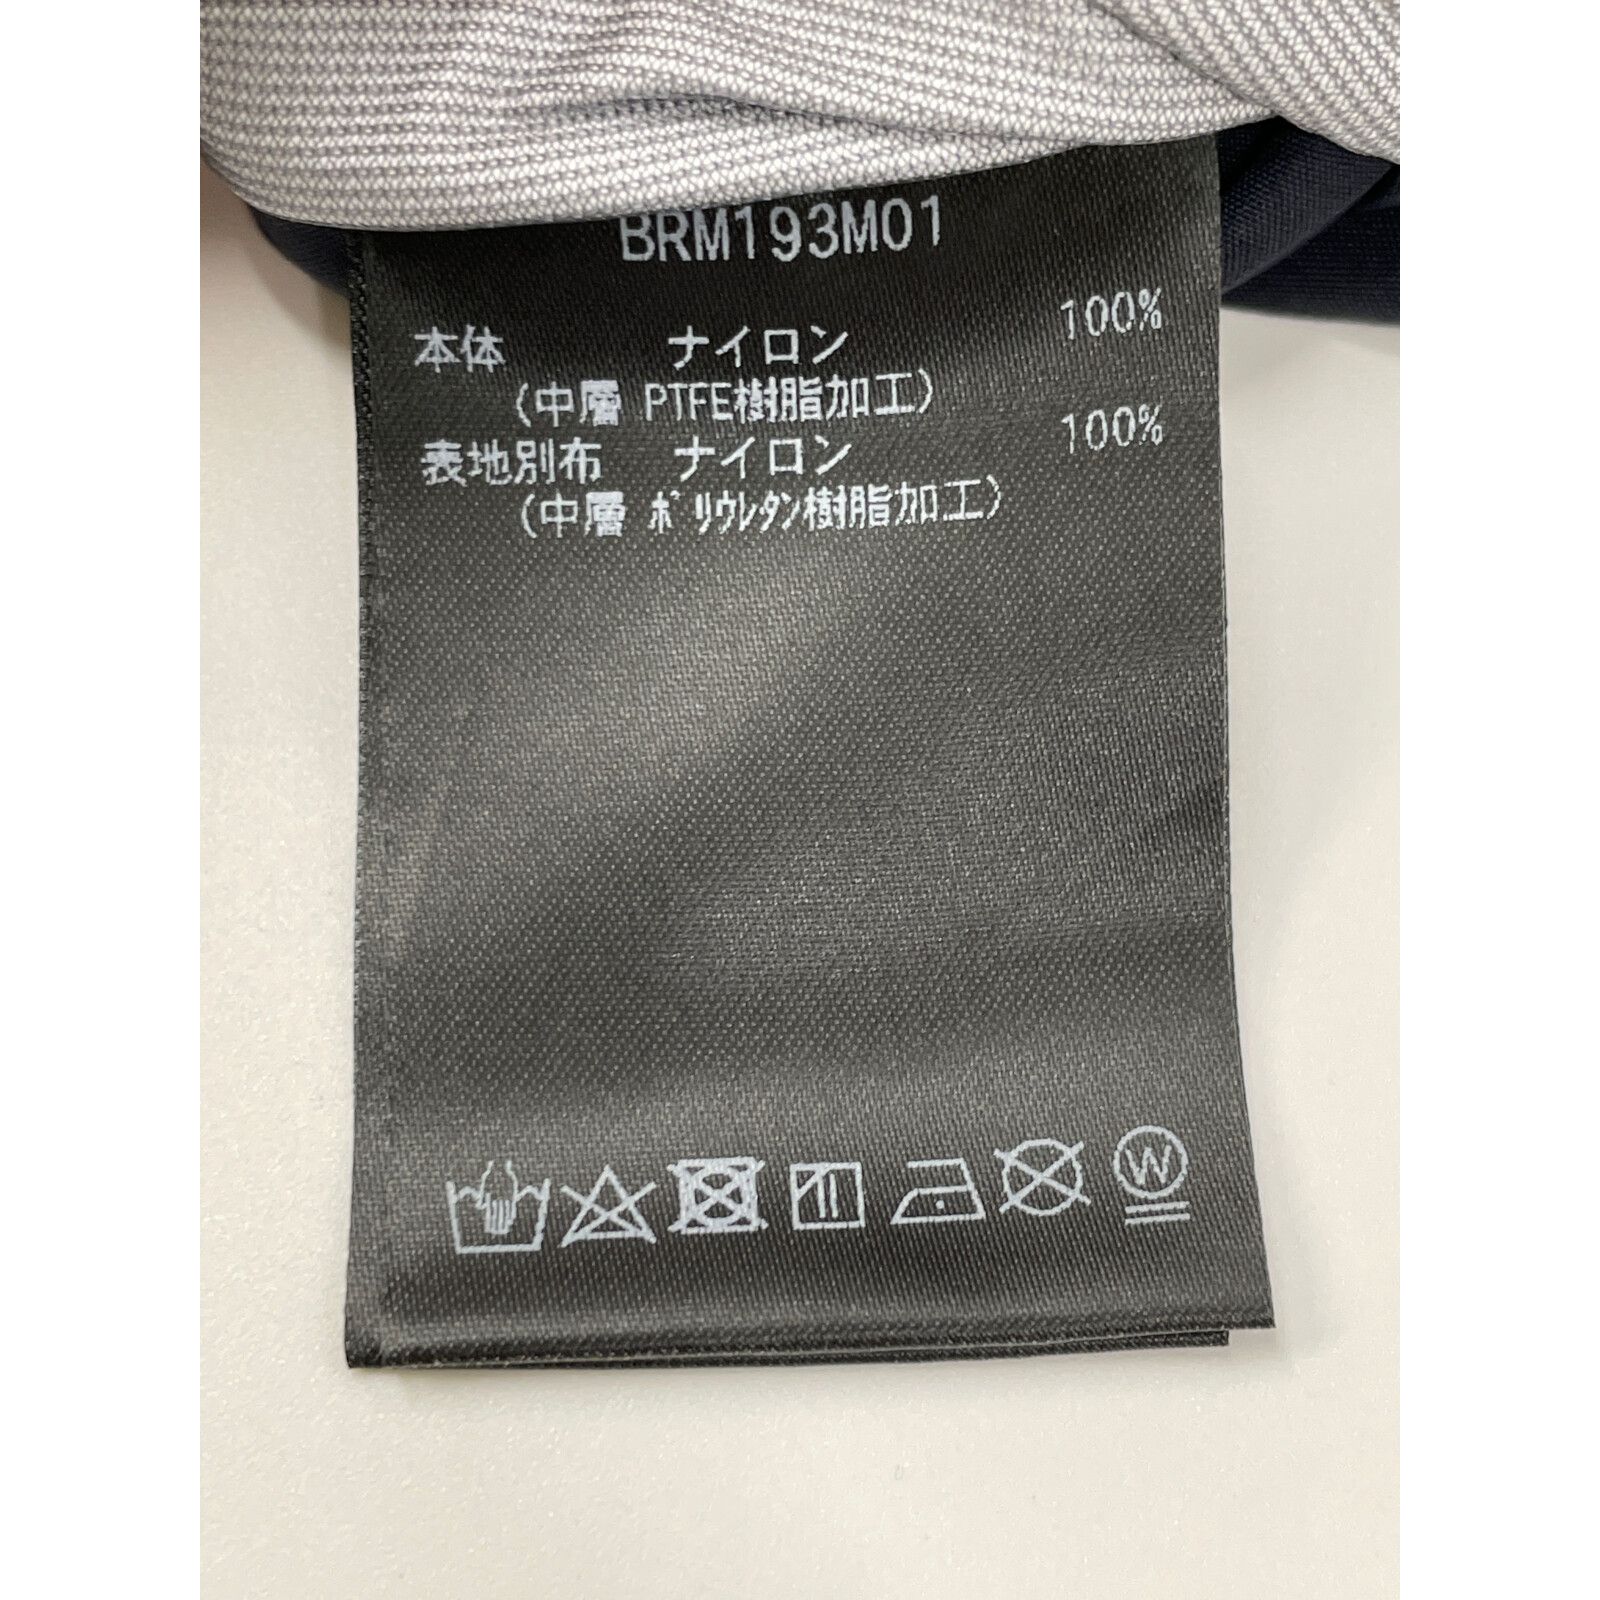 BRM193M01
本体 ナイロン 100%
(中層 PTFE樹脂加工)
表地別布 ナイロン 100%
(中層 ﾎﾟﾘｳﾚﾀﾝ樹脂加工)
W